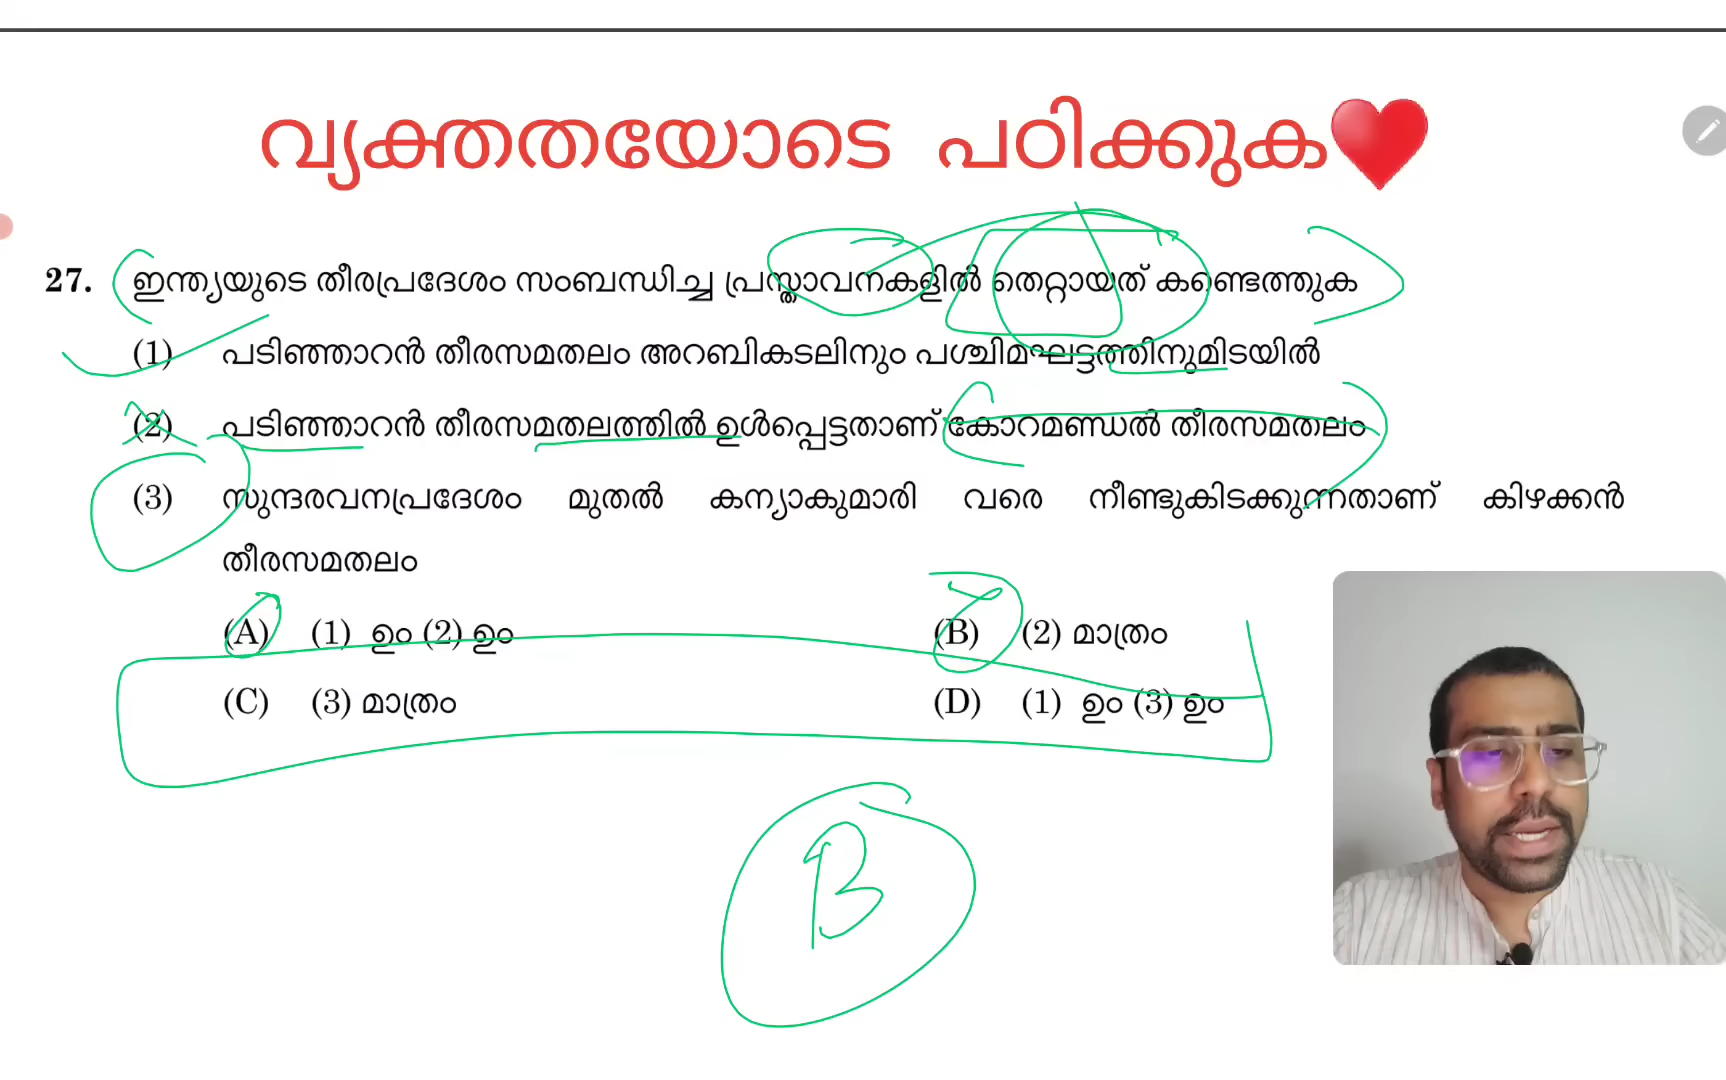 വ്യക്തതയോടെ പഠിക്കുക
27. ഇന്ത്യയുടെ തീരപ്രദേശം സംബന്ധിച്ച പ്രസ്താവനകളിൽ തെറ്റായത് കണ്ടെത്തുക
(1) പടിഞ്ഞാറൻ തീരസമതലം അറബികടലിനും പശ്ചിമഘട്ടത്തിനുമിടയിൽ
(2) പടിഞ്ഞാറൻ തീരസമതലത്തിൽ ഉൾപ്പെട്ടതാണ് കോറമണ്ഡൽ തീരസമതലം
(3) സുന്ദരവനപ്രദേശം മുതൽ കന്യാകുമാരി വരെ നീണ്ടുകിടക്കുന്നതാണ് കിഴക്കൻ
തീരസമതലം
(A) (1) ഉം (2) ഉം (B) (2) മാത്രം
(C) (3) മാത്രം (D) (1) ഉം (3) ഉം
B